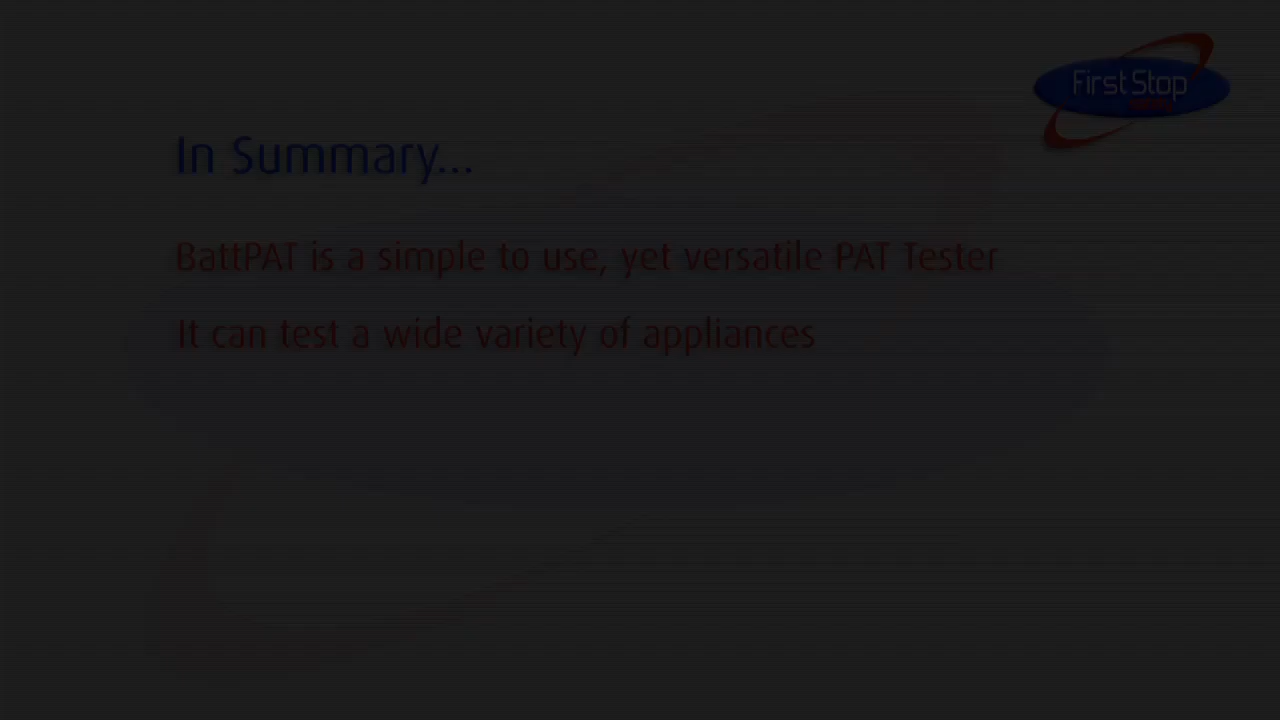 First Stop
In Summary...
BattPAT is a simple to use, yet versatile PAT Tester
It can test a wide variety of appliances